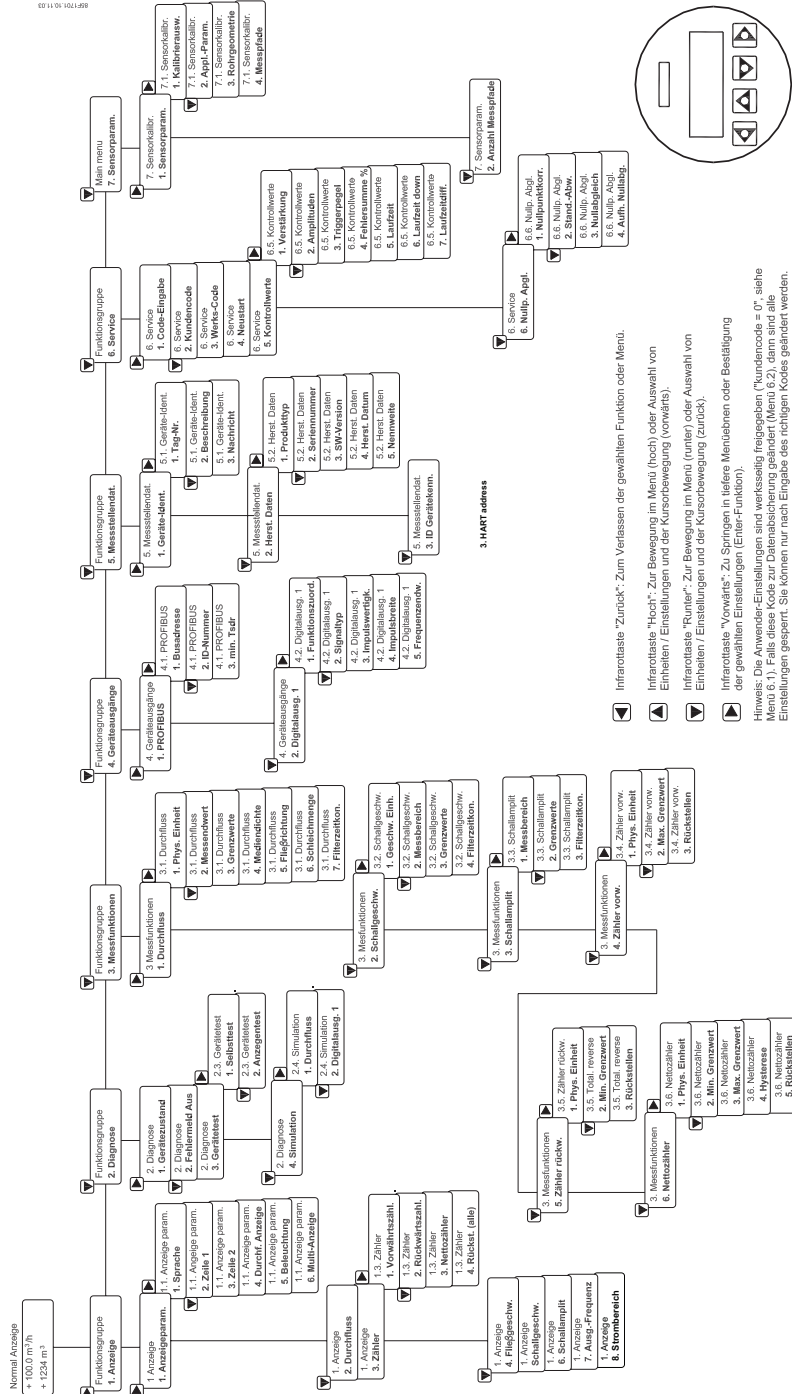 85F1701.10.11.03
Normal Anzeige
+ 100.0 m³/h
+ 1234 m³
Funktionsgruppe
1. Anzeige
1 Anzeige
1. Anzeigeparam.
1.1. Anzeige param.
1. Sprache
1.1. Angeige param.
2. Zeile 1
1.1. Anzeige param.
3. Zeile 2
1.1. Anzeige param.
4. Durchf. Anzeige
1.1. Anzeige param.
5. Beleuchtung
1.1. Anzeige param.
6. Multi-Anzeige
1. Anzeige
2. Durchfluss
1. Anzeige
3. Zähler
1.3. Zähler
1. Vorwährtszähl.
1.3. Zähler
2. Rückwärtszahl.
1.3. Zähler
3. Nettozähler
1.3. Zähler
4. Rückst. (alle)
1. Anzeige
4. Fließgeschw.
1. Anzeige
Schallgeschw.
1. Anzeige
6. Schallamplit
1. Anzeige
7. Ausg.-Frequenz
1. Anzeige
8. Strombereich
Funktionsgruppe
2. Diagnose
2. Diagnose
1. Gerätezustand
2. Diagnose
2. Fehlermeld Aus
2. Diagnose
3. Gerätetest
2.3. Gerätetest
1. Selbsttest
2.3. Gerätetest
2. Anzegentest
2. Diagnose
4. Simulation
2.4. Simulation
1. Durchfluss
2.4. Simulation
2. Digitalausg. 1
Funktionsgruppe
3. Messfunktionen
3 Messfunktionen
1. Durchfluss
3.1. Durchfluss
1. Phys. Einheit
3.1. Durchfluss
2. Messendwert
3.1. Durchfluss
3. Grenzwerte
3.1. Durchfluss
4. Mediendichte
3.1. Durchfluss
5. Fließrichtung
3.1. Durchfluss
6. Schleichmenge
3.1. Durchfluss
7. Filterzeitkon.
3. Mesfunktionen
2. Schallgeschw.
3.2. Schallgeschw.
1. Geschw. Einh.
3.2. Schallgeschw.
2. Messbereich
3.2. Schallgeschw.
3. Grenzwerte
3.2. Schallgeschw.
4. Filterzeitkon.
3. Messfunktionen
3. Schallamplit
3.3. Schallamplit
1. Messbereich
3.3. Schallamplit
2. Grenzwerte
3.3. Schallamplit
3. Filterzeitkon.
3. Messfunktionen
4. Zähler vorw.
3.4. Zähler vorw.
1. Phys. Einheit
3.4. Zähler vorw.
2. Max. Grenzwert
3.4. Zähler vorw.
3. Rückstellen
3. Messfunktionen
5. Zähler rückw.
3.5. Zähler rückw.
1. Phys. Einheit
3.5. Total. reverse
2. Min. Grenzwert
3.5. Total. reverse
3. Rückstellen
3. Messfunktionen
6. Nettozähler
3.6. Nettozähler
1. Phys. Einheit
3.6. Nettozähler
2. Min. Grenzwert
3.6. Nettozähler
3. Max. Grenzwert
3.6. Nettozähler
4. Hysterese
3.6. Nettozähler
5. Rückstellen
Funktionsgruppe
4. Geräteausgänge
4. Geräteausgänge
1. PROFIBUS
4.1. PROFIBUS
1. Busadresse
4.1. PROFIBUS
2. ID-Nummer
4.1. PROFIBUS
3. min. Tsdr
4. Geräteausgänge
2. Digitalausg. 1
4.2. Digitalausg. 1
1. Funktionszuord.
4.2. Digitalausg. 1
2. Signaltyp
4.2. Digitalausg. 1
3. Impulswertigk.
4.2. Digitalausg. 1
4. Impulsbreite
4.2. Digitalausg. 1
5. Frequenzendw.
Funktionsgruppe
5. Messstellendat.
5. Messstellendat.
1. Geräte-Ident.
5.1. Geräte-Ident.
1. Tag-Nr.
5.1. Geräte-Ident.
2. Beschreibung
5.1. Geräte-Ident.
3. Nachricht
5. Messstellendat.
2. Herst. Daten
5.2. Herst. Daten
1. Produkttyp
5.2. Herst. Daten
2. Seriennummer
5.2. Herst. Daten
3. SW-Version
5.2. Herst. Daten
4. Herst. Datum
5.2. Herst. Daten
5. Nennweite
5. Messstellendat.
3. ID Gerätekenn.
3. HART address
Funktionsgruppe
6. Service
6. Service
1. Code-Eingabe
6. Service
2. Kundencode
6. Service
3. Werks-Code
6. Service
4. Neustart
6. Service
5. Kontrollwerte
6.5. Kontrollwerte
1. Verstärkung
6.5. Kontrollwerte
2. Amplituden
6.5. Kontrollwerte
3. Triggerpegel
6.5. Kontrollwerte
4. Fehlersumme %
6.5. Kontrollwerte
5. Laufzeit
6.5. Kontrollwerte
6. Laufzeit down
6.5. Kontrollwerte
7. Laufzeitdiff.
6. Service
6. Nullp. Apgl.
6.6. Nullp. Abgl.
1. Nullpunktkorr.
6.6. Nullp. Abgl.
2. Stand.-Abw.
6.6. Nullp. Abgl.
3. Nullabgleich
6.6. Nullp. Abgl.
4. Aufh. Nullabg.
Main menu
7. Sensorparam.
7. Sensorkalibr.
1. Sensorparam.
7.1. Sensorkalibr.
1. Kalibrierausw.
7.1. Sensorkalibr.
2. Appl.-Param.
7.1. Sensorkalibr.
3. Rohrgeometrie
7.1. Sensorkalibr.
4. Messpfade
7. Sensorparam.
2. Anzahl Messpfade
Infrarottaste "Zurück": Zum Verlassen der gewählten Funktion oder Menü.
Infrarottaste "Hoch": Zur Bewegung im Menü (hoch) oder Auswahl von
Einheiten / Einstellungen und der Kursorbewegung (vorwärts).
Infrarottaste "Runter": Zur Bewegung im Menü (runter) oder Auswahl von
Einheiten / Einstellungen und der Kursorbewegung (zurück).
Infrarottaste "Vorwärts": Zu Springen in tiefere Menüebnen oder Bestätigung
der gewählten Einstellungen (Enter-Funktion).
Hinweis: Die Anwender-Einstellungen sind werksseitig freigegeben ("kundencode = 0", siehe
Menü 6.1). Falls diese Kode zur Datenabsicherung geändert (Menü 6.2), dann sind alle
Einstellungen gesperrt. Sie können nur nach Eingabe des richtigen Kodes geändert werden.